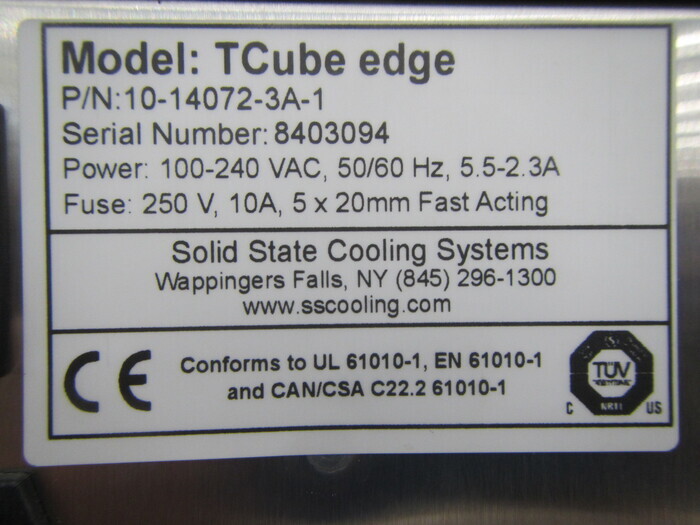 Model: TCube edge
P/N:10-14072-3A-1
Serial Number: 8403094
Power: 100-240 VAC, 50/60 Hz, 5.5-2.3A
Fuse: 250 V, 10A, 5 x 20mm Fast Acting
Solid State Cooling Systems
Wappingers Falls, NY (845) 296-1300
www.sscooling.com
CE
Conforms to UL 61010-1, EN 61010-1
and CAN/CSA C22.2 61010-1
TUV
C
US